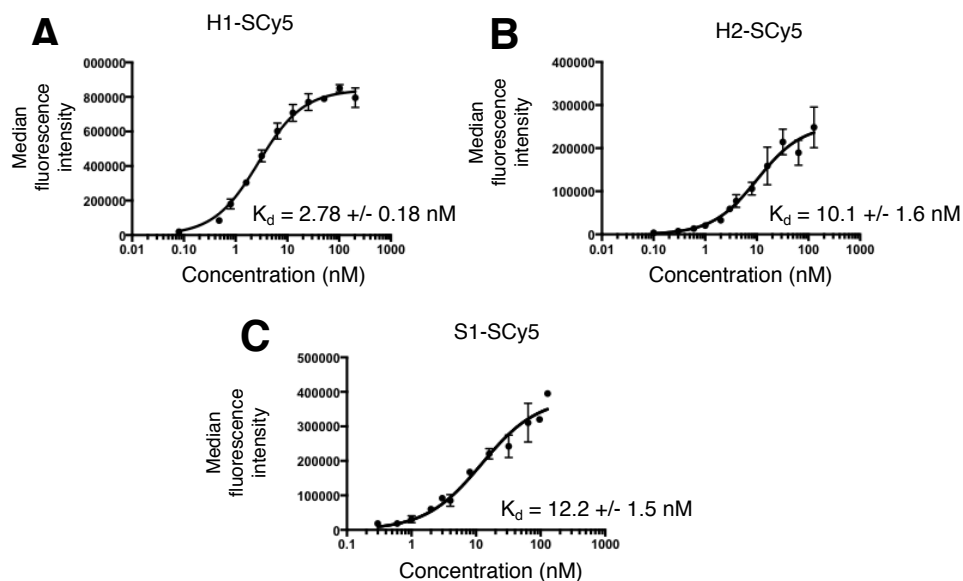 A
H1-SCy5
Median
fluorescence
intensity
000000
800000
600000
400000
200000
0
0.01
0.10
1
10
100
1000
K_d = 2.78 +/- 0.18 nM
Concentration (nM)
B
H2-SCy5
Median
fluorescence
intensity
400000
300000
200000
100000
0
0.01
0.10
1
10
100
1000
K_d = 10.1 +/- 1.6 nM
Concentration (nM)
C
S1-SCy5
Median
fluorescence
intensity
500000
400000
300000
200000
100000
0
0.1
1
10
100
1000
K_d = 12.2 +/- 1.5 nM
Concentration (nM)